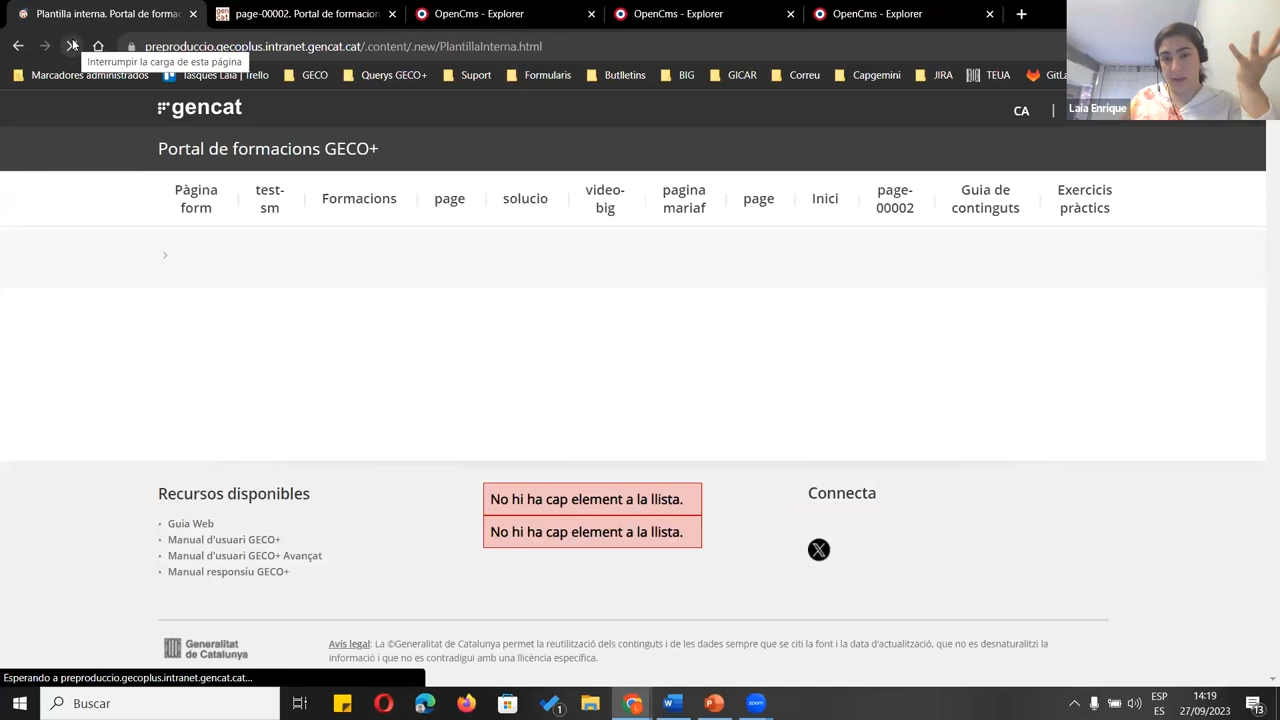 tació, Portal de f
page-00002. Portal de formacions
OpenCms - Explorer
OpenCms - Explorer
OpenCms - Explorer
preproduccio.gecoplus.intranet.gencat.cat/.content/.new/PlantillaInterna.html
Interrumpir la carga de esta página
Marcadores administrados
Tasques Laia | Trello
GECO
Querys GECO+
Suport
Formularis
Butlletins
BIG
GICAR
Correu
Capgemini
JIRA
TEUA
GitLa
Laia Enrique
gencat
CA
Portal de formacions GECO+
Pàgina form
test-sm
Formacions
page
solucio
video-big
pagina mariaf
page
Inici
page-00002
Guia de continguts
Exercicis pràctics
Recursos disponibles
Guia Web
Manual d'usuari GECO+
Manual d'usuari GECO+ Avançat
Manual responsiu GECO+
No hi ha cap element a la llista.
No hi ha cap element a la llista.
Connecta
Generalitat
de Catalunya
Avís legal: La ©Generalitat de Catalunya permet la reutilització dels continguts i de les dades sempre que se citi la font i la data d'actualització, que no es desnaturalitzi la
informació i que no es contradigui amb una llicència específica.
Esperando a preproduccio.gecoplus.intranet.gencat.cat...
Buscar
1
zoom
ESP
ES
14:19
27/09/2023
13